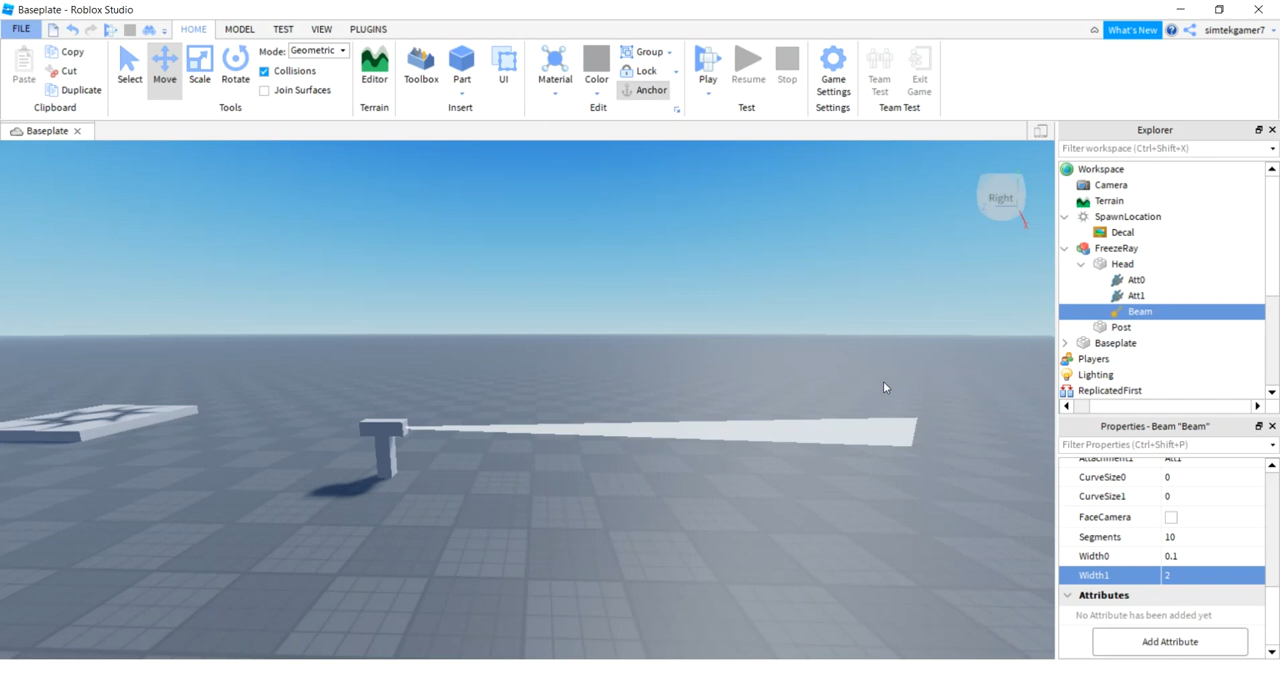 Baseplate - Roblox Studio
FILE HOME MODEL TEST VIEW PLUGINS What's New simtekgamer7
Paste Copy Cut Duplicate
Clipboard
Select Move Scale Rotate Mode: Geometric Collisions Join Surfaces
Tools
Editor
Terrain
Toolbox Part UI
Insert
Material Color Group Lock Anchor
Edit
Play Resume Stop
Test
Game Settings
Settings
Team Test Exit Game
Team Test
Baseplate
Right
X
Explorer
Filter workspace (Ctrl+Shift+X)
Workspace
Camera
Terrain
SpawnLocation
Decal
FreezeRay
Head
Att0
Att1
Beam
Post
Baseplate
Players
Lighting
ReplicatedFirst
Properties - Beam "Beam"
Filter Properties (Ctrl+Shift+P)
Attachment1 Att1
CurveSize0 0
CurveSize1 0
FaceCamera
Segments 10
Width0 0.1
Width1 2
Attributes
No Attribute has been added yet
Add Attribute